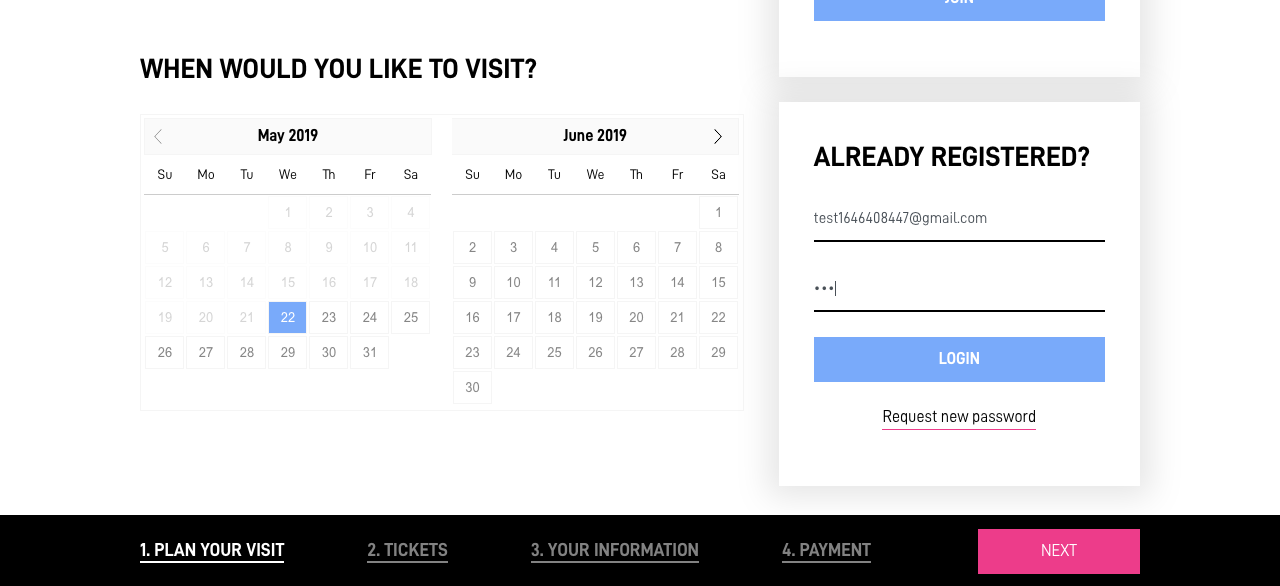 WHEN WOULD YOU LIKE TO VISIT?
May 2019
Su Mo Tu We Th Fr Sa
1 2 3 4
5 6 7 8 9 10 11
12 13 14 15 16 17 18
19 20 21 22 23 24 25
26 27 28 29 30 31
June 2019
Su Mo Tu We Th Fr Sa
1
2 3 4 5 6 7 8
9 10 11 12 13 14 15
16 17 18 19 20 21 22
23 24 25 26 27 28 29
30
ALREADY REGISTERED?
test1646408447@gmail.com
•••
LOGIN
Request new password
1. PLAN YOUR VISIT
2. TICKETS
3. YOUR INFORMATION
4. PAYMENT
NEXT